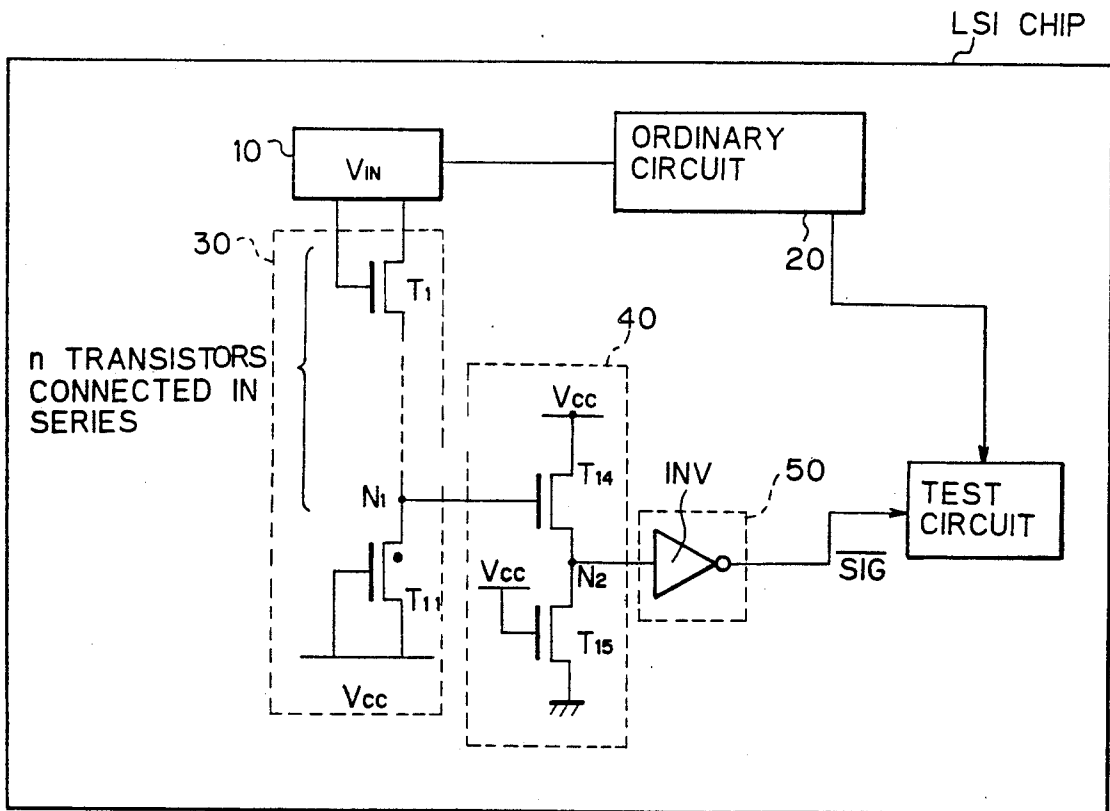 LSI CHIP
10
VIN
ORDINARY
CIRCUIT
20
30
T1
n TRANSISTORS
CONNECTED IN
SERIES
40
Vcc
T14
N1
INV
50
TEST
CIRCUIT
SIG
N2
Vcc
T11
T15
Vcc